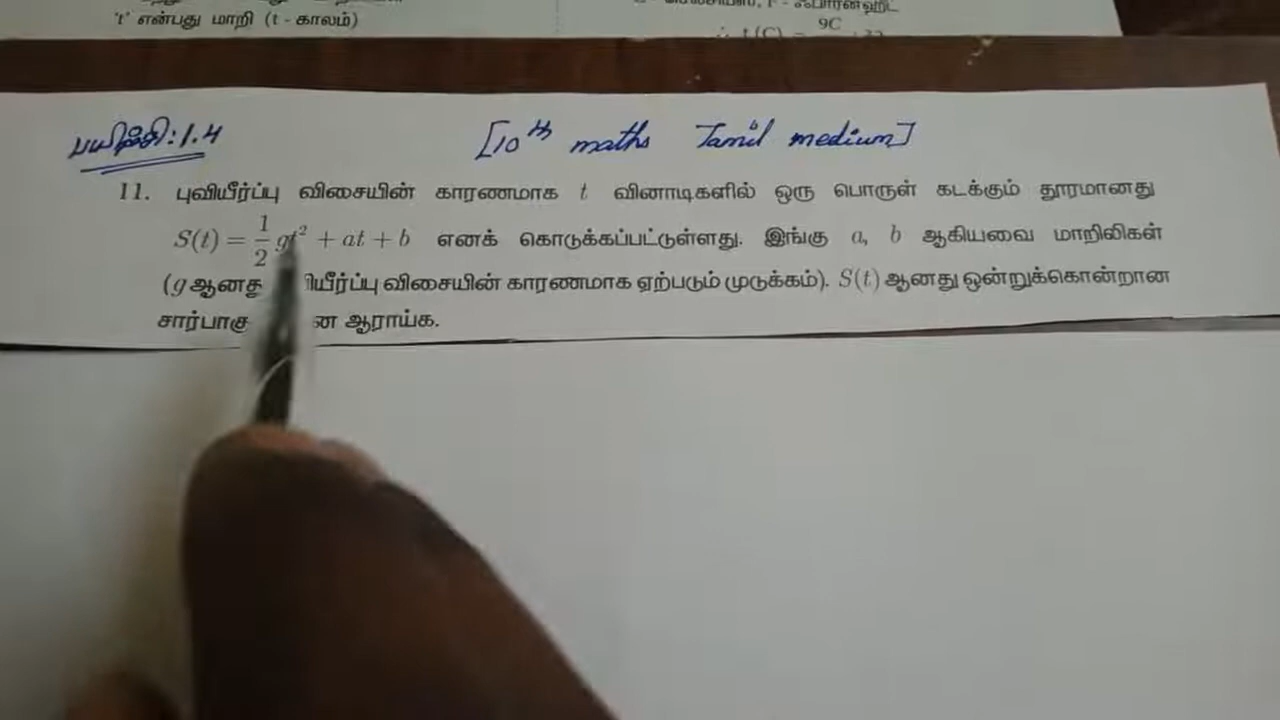 't' என்பது மாறி (t - காலம்)
9C
பயிற்சி: 1.4
[10th maths Tamil medium]
11. புவியீர்ப்பு விசையின் காரணமாக t வினாடிகளில் ஒரு பொருள் கடக்கும் தூரமானது
S(t) = 1/2 gt² + at + b எனக் கொடுக்கப்பட்டுள்ளது. இங்கு a, b ஆகியவை மாறிலிகள்
(g ஆனது விசையின் காரணமாக ஏற்படும் முடுக்கம்). S(t) ஆனது ஒன்றுக்கொன்றான
ஆராய்க.